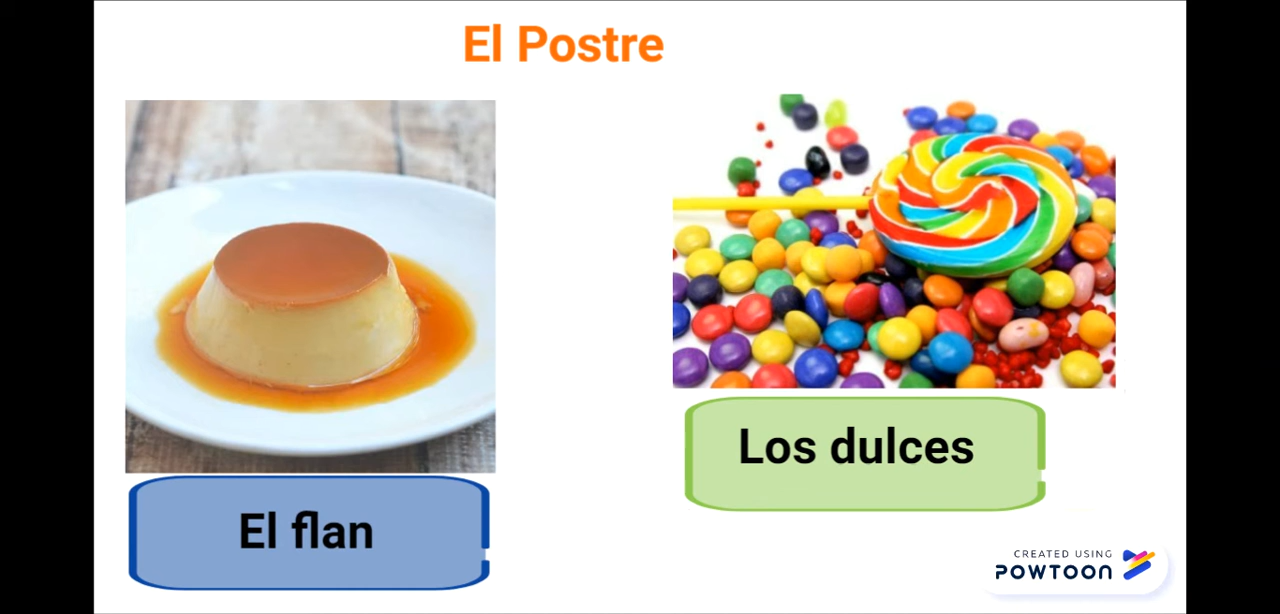 El Postre
El flan
Los dulces
CREATED USING
POWTOON